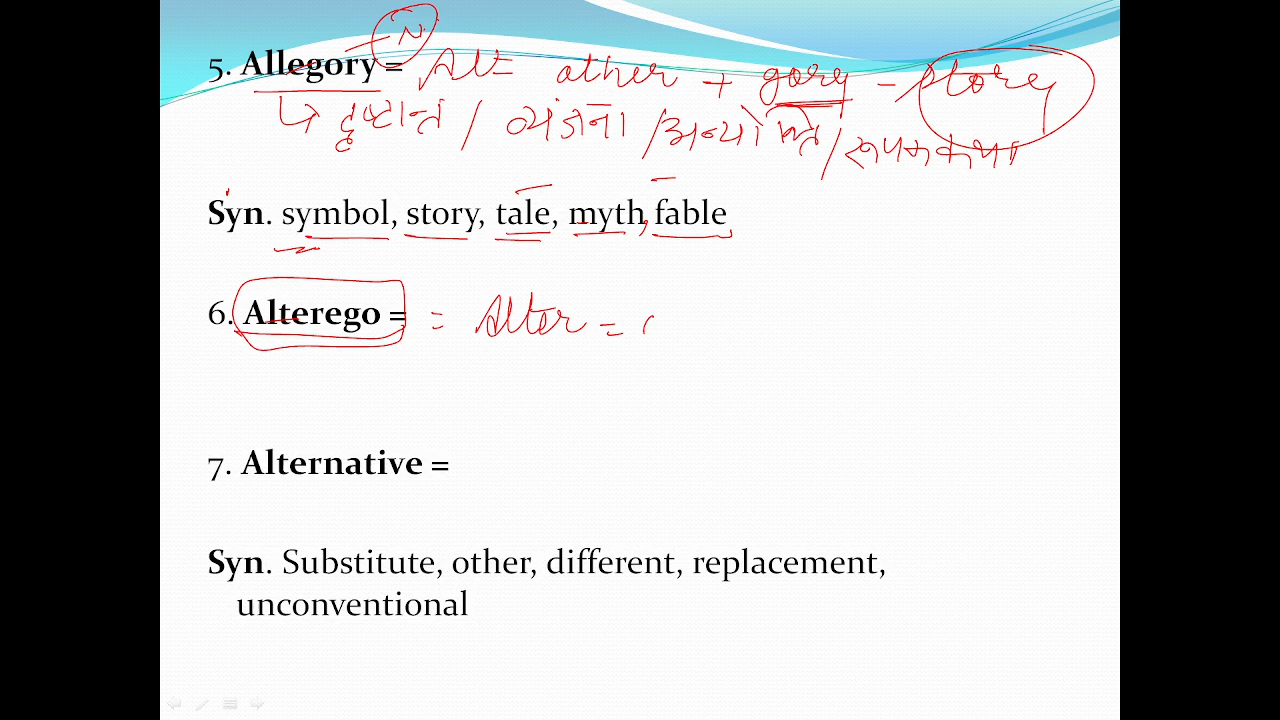 N.
5. Allegory = All= other + gory - story
दृष्टान्त / व्यंजना / अन्योक्ति / रूपककथा
Syn. symbol, story, tale, myth, fable
6. Alterego = = Alter =
7. Alternative =
Syn. Substitute, other, different, replacement,
unconventional